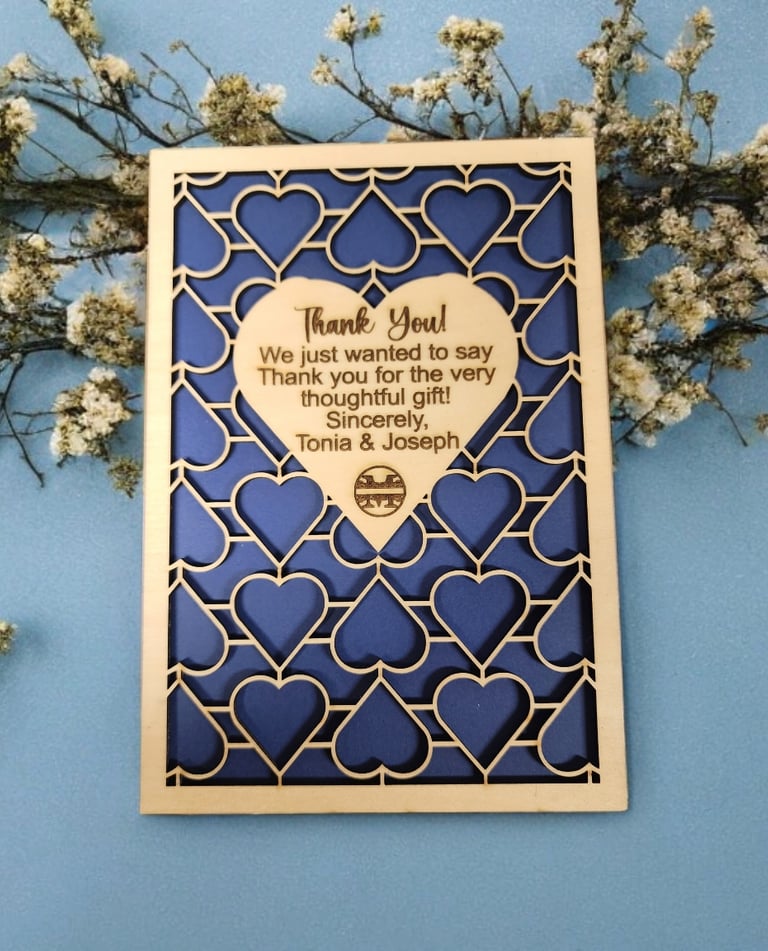 Thank You!
We just wanted to say
Thank you for the very
thoughtful gift!
Sincerely,
Tonia & Joseph
M